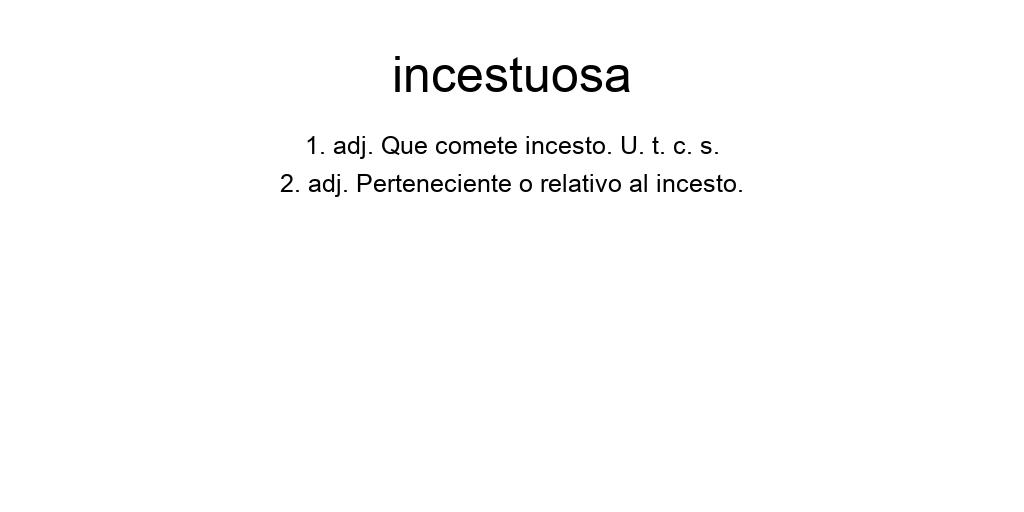 incestuosa
1. adj. Que comete incesto. U. t. c. s.
2. adj. Perteneciente o relativo al incesto.